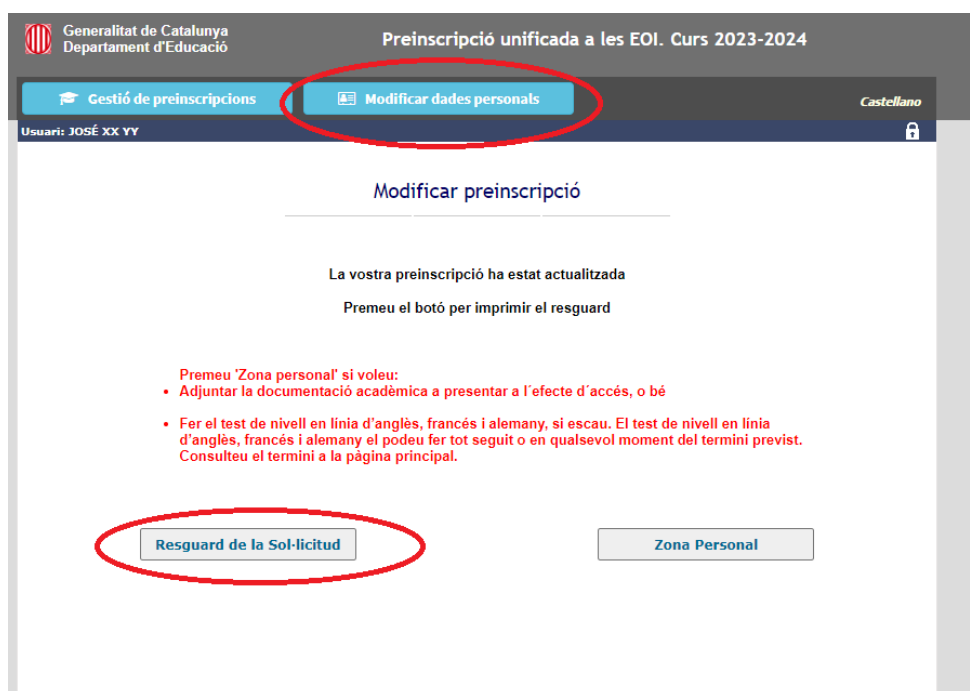 Generalitat de Catalunya
Departament d'Educació
Preinscripció unificada a les EOI. Curs 2023-2024
Gestió de preinscripcions
Modificar dades personals
Castellano
Usuari: JOSÉ XX YY
Modificar preinscripció
La vostra preinscripció ha estat actualitzada
Premeu el botó per imprimir el resguard
Premeu 'Zona personal' si voleu:
• Adjuntar la documentació acadèmica a presentar a l´efecte d´accés, o bé
• Fer el test de nivell en línia d'anglès, francés i alemany, si escau. El test de nivell en línia
d'anglès, francés i alemany el podeu fer tot seguit o en qualsevol moment del termini previst.
Consulteu el termini a la pàgina principal.
Resguard de la Sol·licitud
Zona Personal